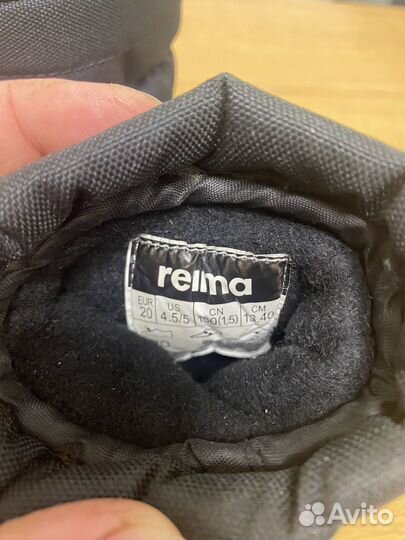 reima
EUR US CN CM
20 4.5/5 130(1,5) 13,40
Avito